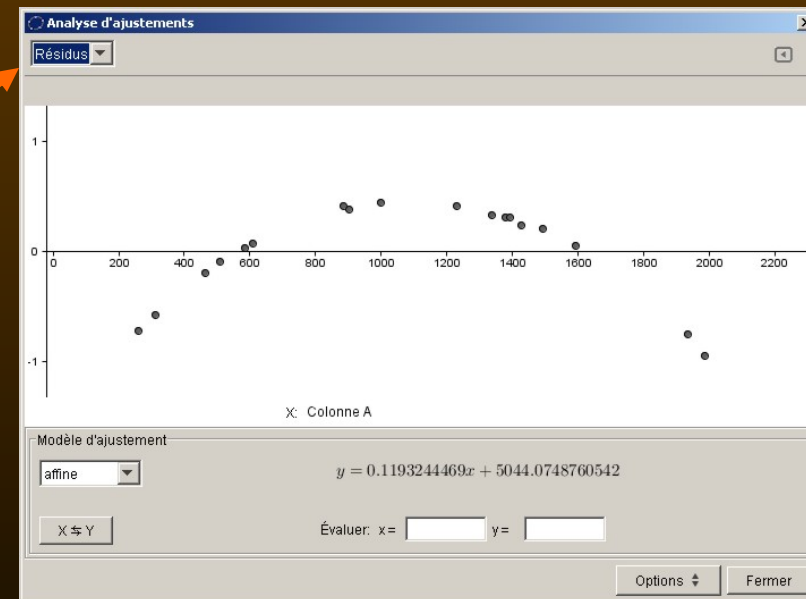 Analyse d'ajustements
Résidus
1
0
0 200 400 600 800 1000 1200 1400 1600 1800 2000 2200
-1
X: Colonne A
Modèle d'ajustement
affine
y = 0.1193244469x + 5044.0748760542
X ⇆ Y
Évaluer: x = y =
Options
Fermer